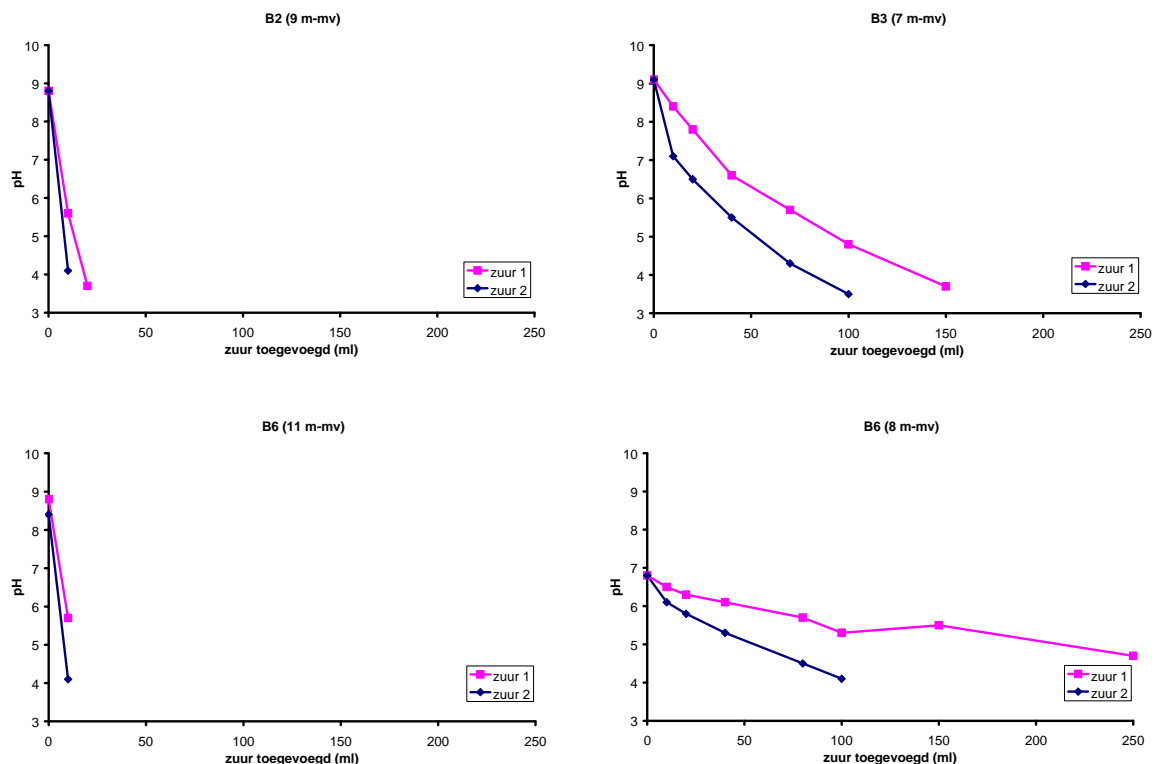 B2 (9 m-mv)
10
9
8
7
6
5
4
3
pH
0 50 100 150 200 250
zuur toegevoegd (ml)
zuur 1
zuur 2
B3 (7 m-mv)
10
9
8
7
6
5
4
3
pH
0 50 100 150 200 250
zuur toegevoegd (ml)
zuur 1
zuur 2
B6 (11 m-mv)
10
9
8
7
6
5
4
3
pH
0 50 100 150 200 250
zuur toegevoegd (ml)
zuur 1
zuur 2
B6 (8 m-mv)
10
9
8
7
6
5
4
3
pH
0 50 100 150 200 250
zuur toegevoegd (ml)
zuur 1
zuur 2